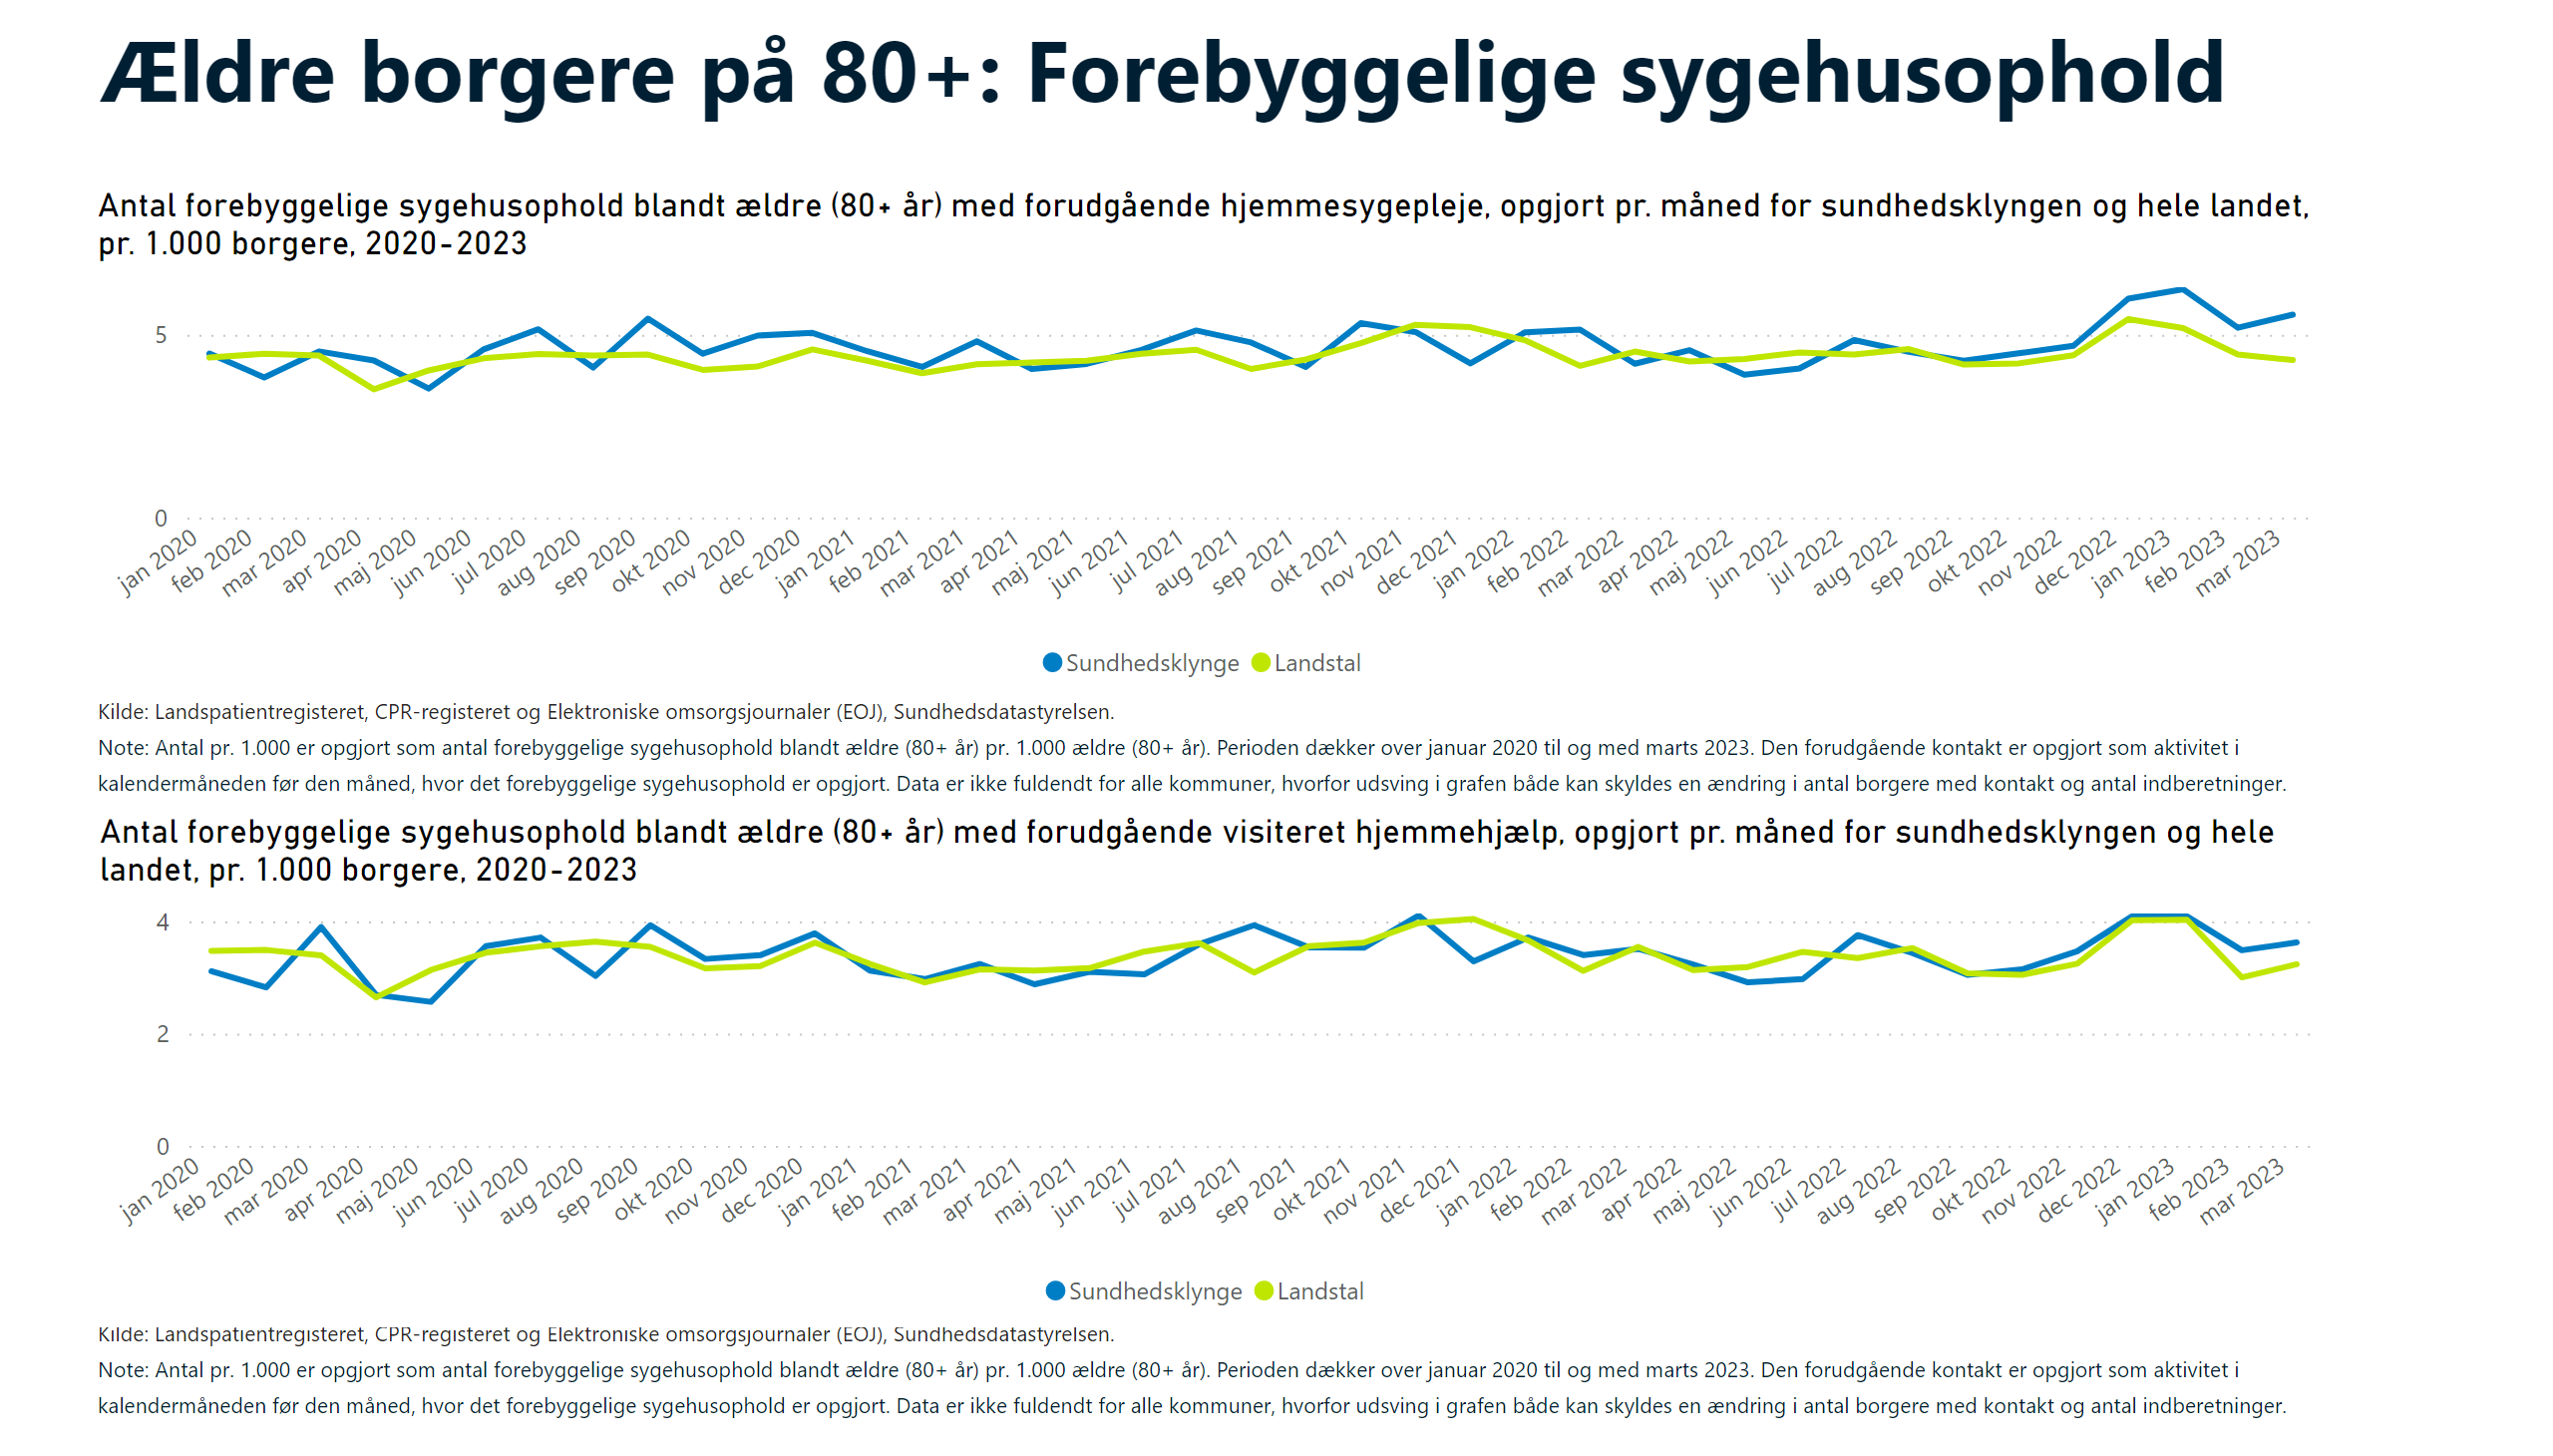 Ældre borgere på 80+: Forebyggelige sygehusophold
Antal forebyggelige sygehusophold blandt ældre (80+ år) med forudgående hjemmesygepleje, opgjort pr. måned for sundhedsklyngen og hele landet,
pr. 1.000 borgere, 2020-2023
5
0
jan 2020
feb 2020
mar 2020
apr 2020
maj 2020
jun 2020
jul 2020
aug 2020
sep 2020
okt 2020
nov 2020
dec 2020
jan 2021
feb 2021
mar 2021
apr 2021
maj 2021
jun 2021
jul 2021
aug 2021
sep 2021
okt 2021
nov 2021
dec 2021
jan 2022
feb 2022
mar 2022
apr 2022
maj 2022
jun 2022
jul 2022
aug 2022
sep 2022
okt 2022
nov 2022
dec 2022
jan 2023
feb 2023
mar 2023
Sundhedsklynge Landstal
Kilde: Landspatientregisteret, CPR-registeret og Elektroniske omsorgsjournaler (EOJ), Sundhedsdatastyrelsen.
Note: Antal pr. 1.000 er opgjort som antal forebyggelige sygehusophold blandt ældre (80+ år) pr. 1.000 ældre (80+ år). Perioden dækker over januar 2020 til og med marts 2023. Den forudgående kontakt er opgjort som aktivitet i
kalendermåneden før den måned, hvor det forebyggelige sygehusophold er opgjort. Data er ikke fuldendt for alle kommuner, hvorfor udsving i grafen både kan skyldes en ændring i antal borgere med kontakt og antal indberetninger.
Antal forebyggelige sygehusophold blandt ældre (80+ år) med forudgående visiteret hjemmehjælp, opgjort pr. måned for sundhedsklyngen og hele
landet, pr. 1.000 borgere, 2020-2023
4
2
0
jan 2020
feb 2020
mar 2020
apr 2020
maj 2020
jun 2020
jul 2020
aug 2020
sep 2020
okt 2020
nov 2020
dec 2020
jan 2021
feb 2021
mar 2021
apr 2021
maj 2021
jun 2021
jul 2021
aug 2021
sep 2021
okt 2021
nov 2021
dec 2021
jan 2022
feb 2022
mar 2022
apr 2022
maj 2022
jun 2022
jul 2022
aug 2022
sep 2022
okt 2022
nov 2022
dec 2022
jan 2023
feb 2023
mar 2023
Sundhedsklynge Landstal
Kilde: Landspatientregisteret, CPR-registeret og Elektroniske omsorgsjournaler (EOJ), Sundhedsdatastyrelsen.
Note: Antal pr. 1.000 er opgjort som antal forebyggelige sygehusophold blandt ældre (80+ år) pr. 1.000 ældre (80+ år). Perioden dækker over januar 2020 til og med marts 2023. Den forudgående kontakt er opgjort som aktivitet i
kalendermåneden før den måned, hvor det forebyggelige sygehusophold er opgjort. Data er ikke fuldendt for alle kommuner, hvorfor udsving i grafen både kan skyldes en ændring i antal borgere med kontakt og antal indberetninger.